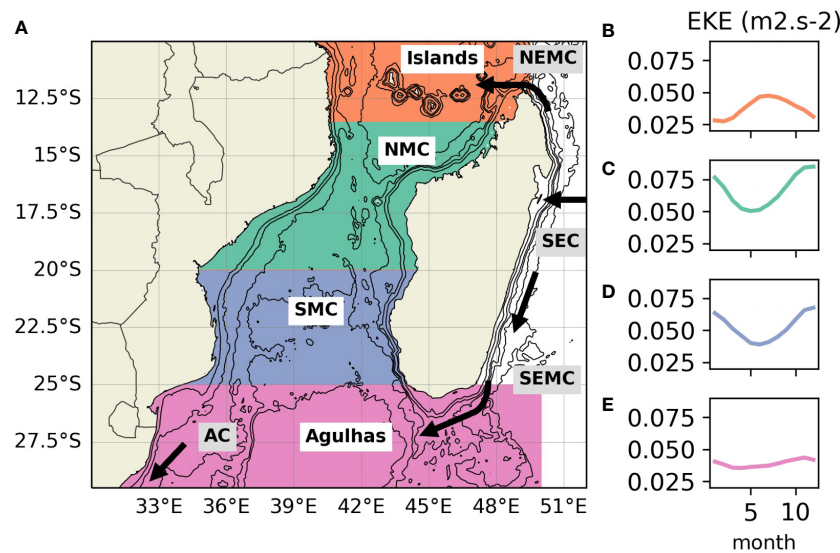 A
Islands
NEMC
NMC
SEC
SMC
SEMC
AC
Agulhas
12.5°S
15°S
17.5°S
20°S
22.5°S
25°S
27.5°S
33°E
36°E
39°E
42°E
45°E
48°E
51°E
B
EKE (m2.s-2)
0.075
0.050
0.025
C
0.075
0.050
0.025
D
0.075
0.050
0.025
E
0.075
0.050
0.025
5
10
month